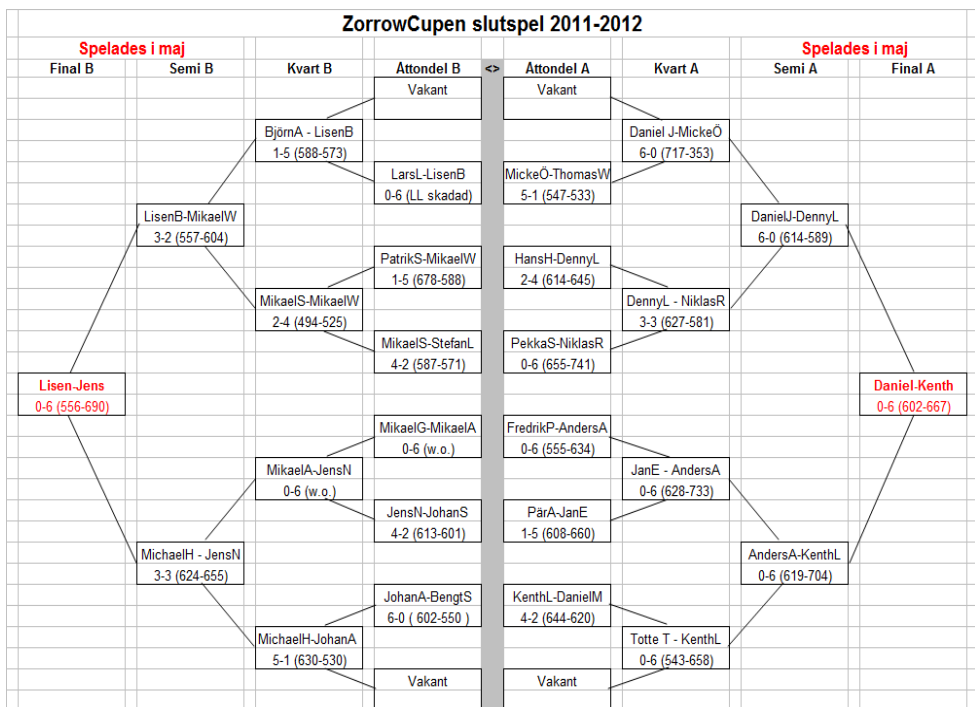 ZorrowCupen slutspel 2011-2012
Spelades i maj
Spelades i maj
Final B
Semi B
Kvart B
Åttondel B
<>
Åttondel A
Kvart A
Semi A
Final A
Vakant
Vakant
BjörnA - LisenB
1-5 (588-573)
Daniel J-MickeÖ
6-0 (717-353)
LarsL-LisenB
0-6 (LL skadad)
MickeÖ-ThomasW
5-1 (547-533)
LisenB-MikaelW
3-2 (557-604)
DanielJ-DennyL
6-0 (614-589)
PatrikS-MikaelW
1-5 (678-588)
HansH-DennyL
2-4 (614-645)
MikaelS-MikaelW
2-4 (494-525)
DennyL - NiklasR
3-3 (627-581)
MikaelS-StefanL
4-2 (587-571)
PekkaS-NiklasR
0-6 (655-741)
Lisen-Jens
0-6 (556-690)
Daniel-Kenth
0-6 (602-667)
MikaelG-MikaelA
0-6 (w.o.)
FredrikP-AndersA
0-6 (555-634)
MikaelA-JensN
0-6 (w.o.)
JanE - AndersA
0-6 (628-733)
JensN-JohanS
4-2 (613-601)
PärA-JanE
1-5 (608-660)
MichaelH - JensN
3-3 (624-655)
AndersA-KenthL
0-6 (619-704)
JohanA-BengtS
6-0 ( 602-550 )
KenthL-DanielM
4-2 (644-620)
MichaelH-JohanA
5-1 (630-530)
Totte T - KenthL
0-6 (543-658)
Vakant
Vakant